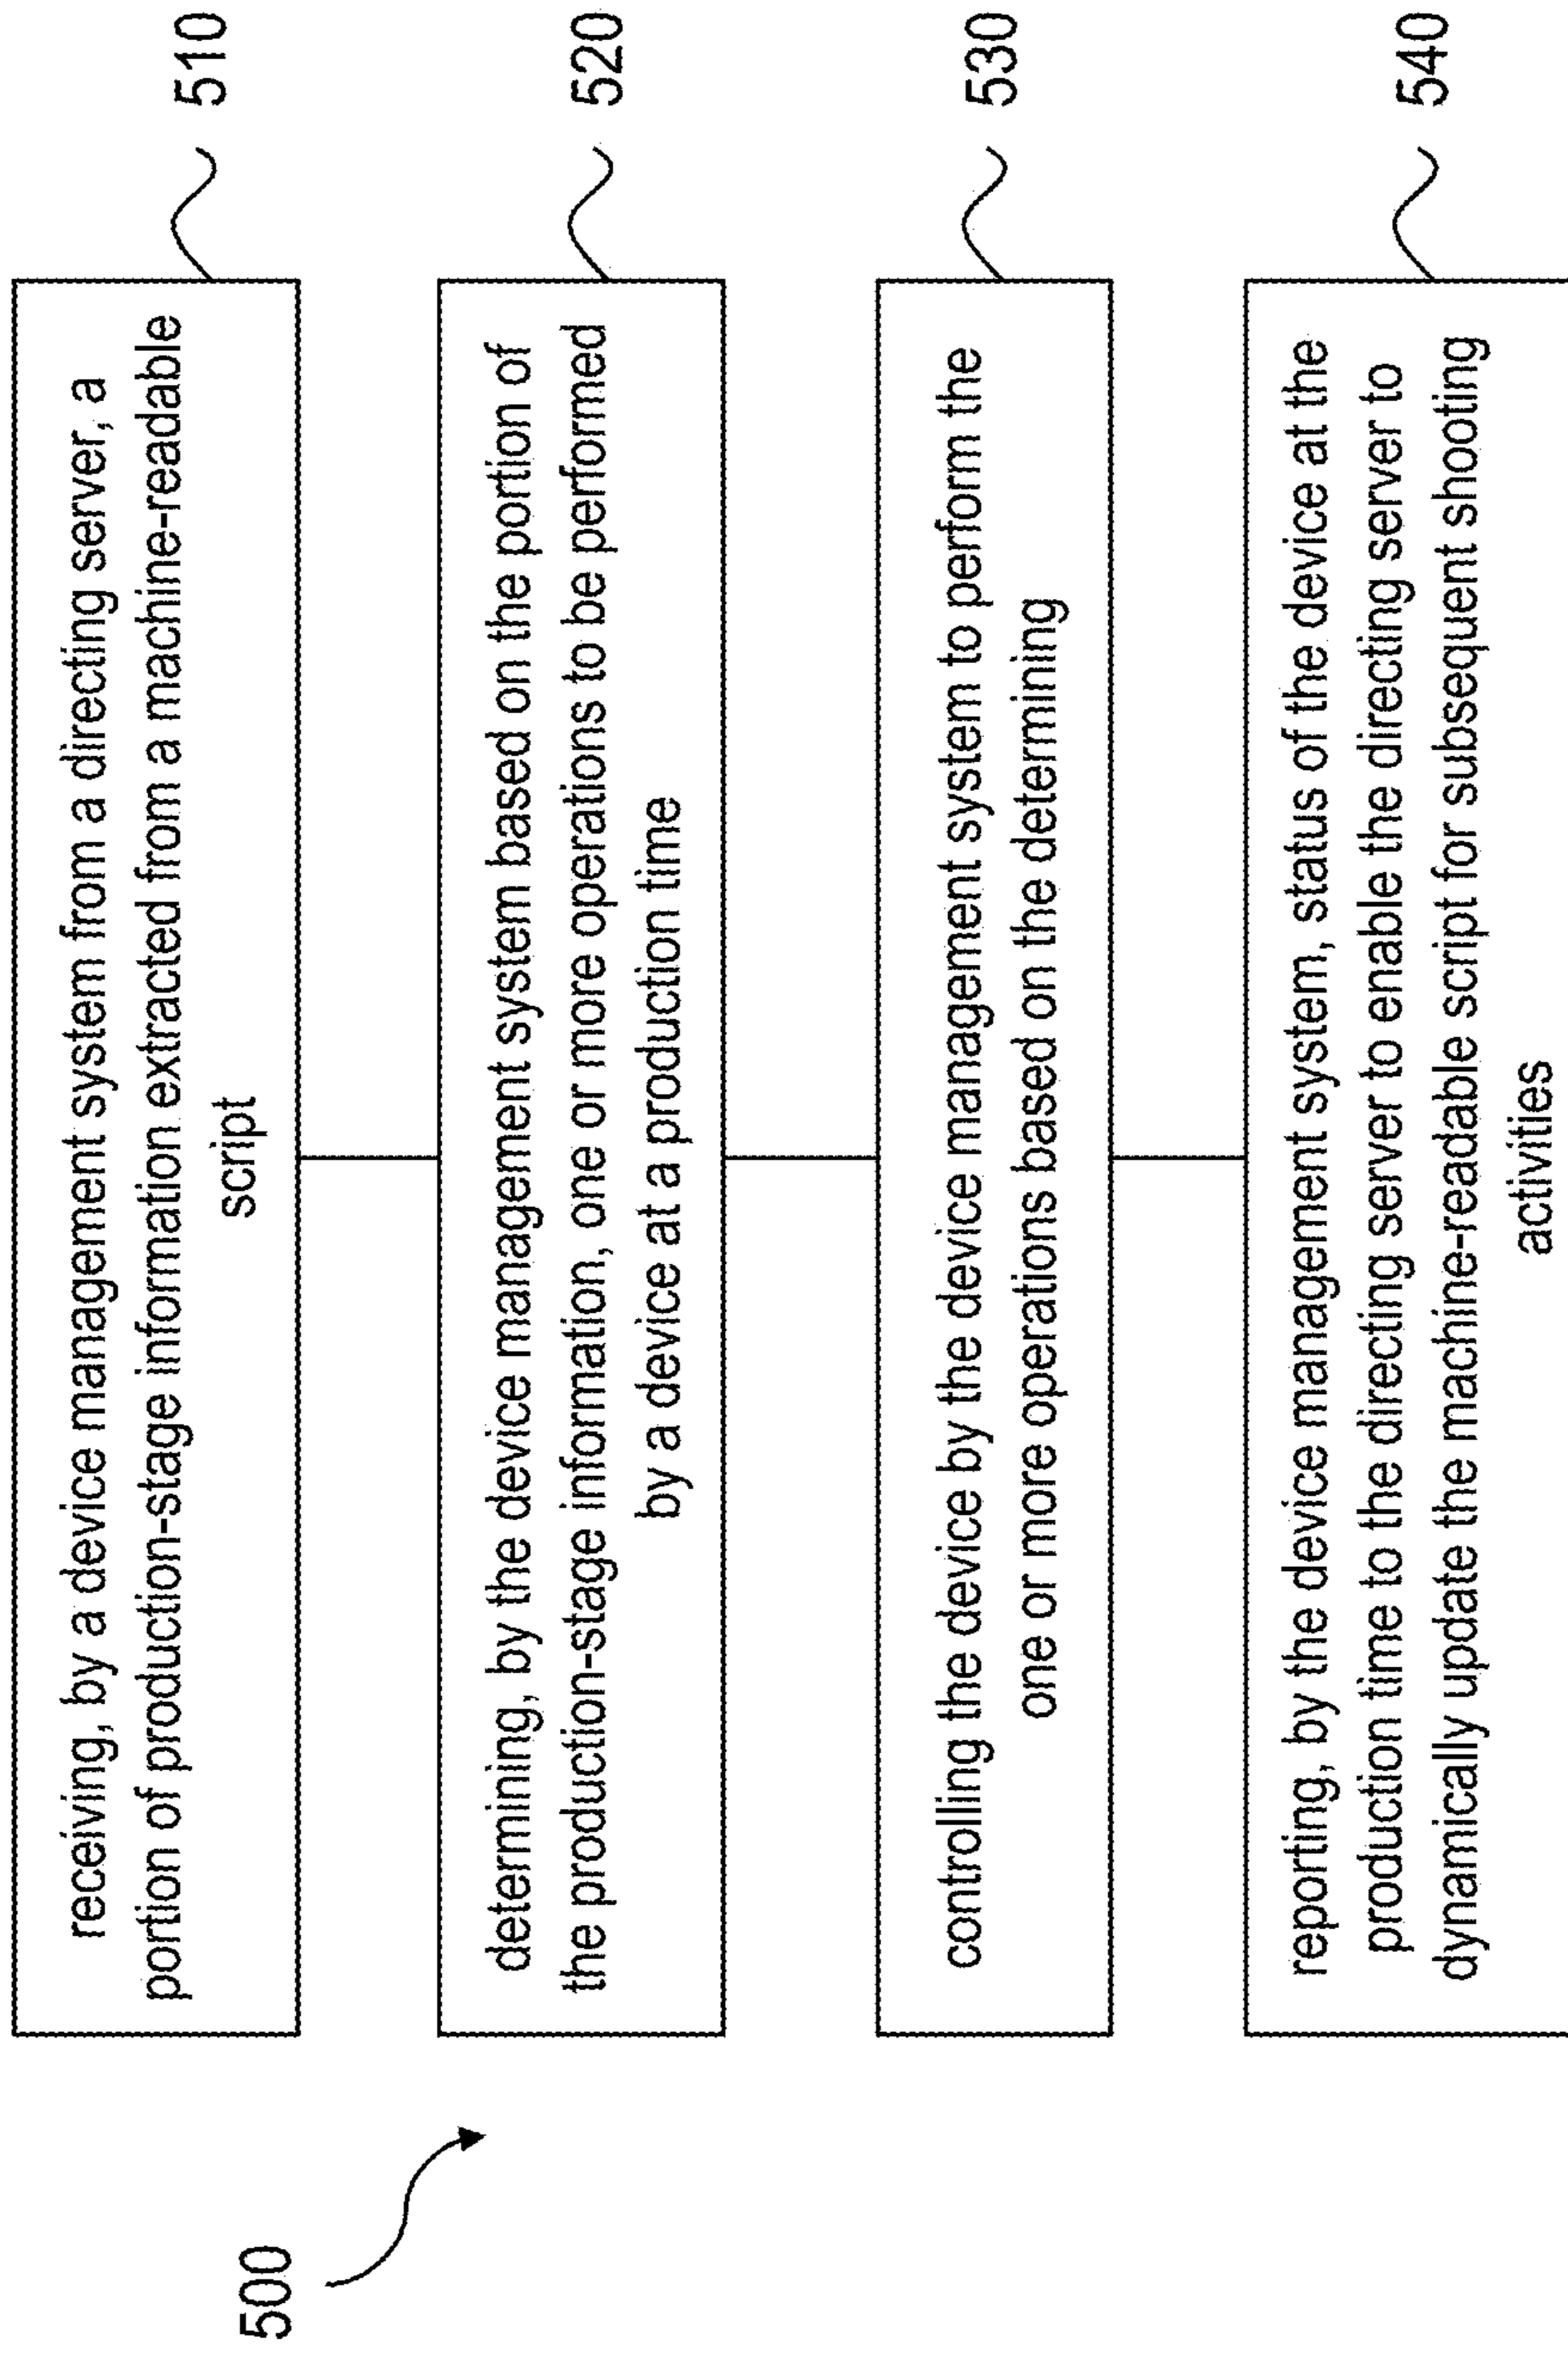 500
receiving, by a device management system from a directing server, a
portion of production-stage information extracted from a machine-readable
script
510
determining, by the device management system based on the portion of
the production-stage information, one or more operations to be performed
by a device at a production time
520
controlling the device by the device management system to perform the
one or more operations based on the determining
530
reporting, by the device management system, status of the device at the
production time to the directing server to enable the directing server to
dynamically update the machine-readable script for subsequent shooting
activities
540